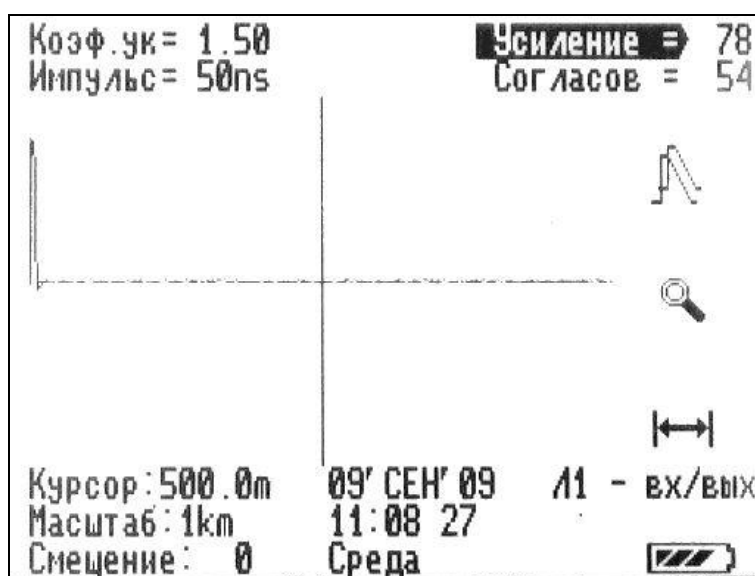 Коэф.ук= 1.50 Усиление = 78
Импульс= 50ns Согласов = 54
Курсор:500.0m 09' СЕН' 09 Л1 - вх/вых
Масштаб:1km 11:08 27
Смещение: 0 Среда